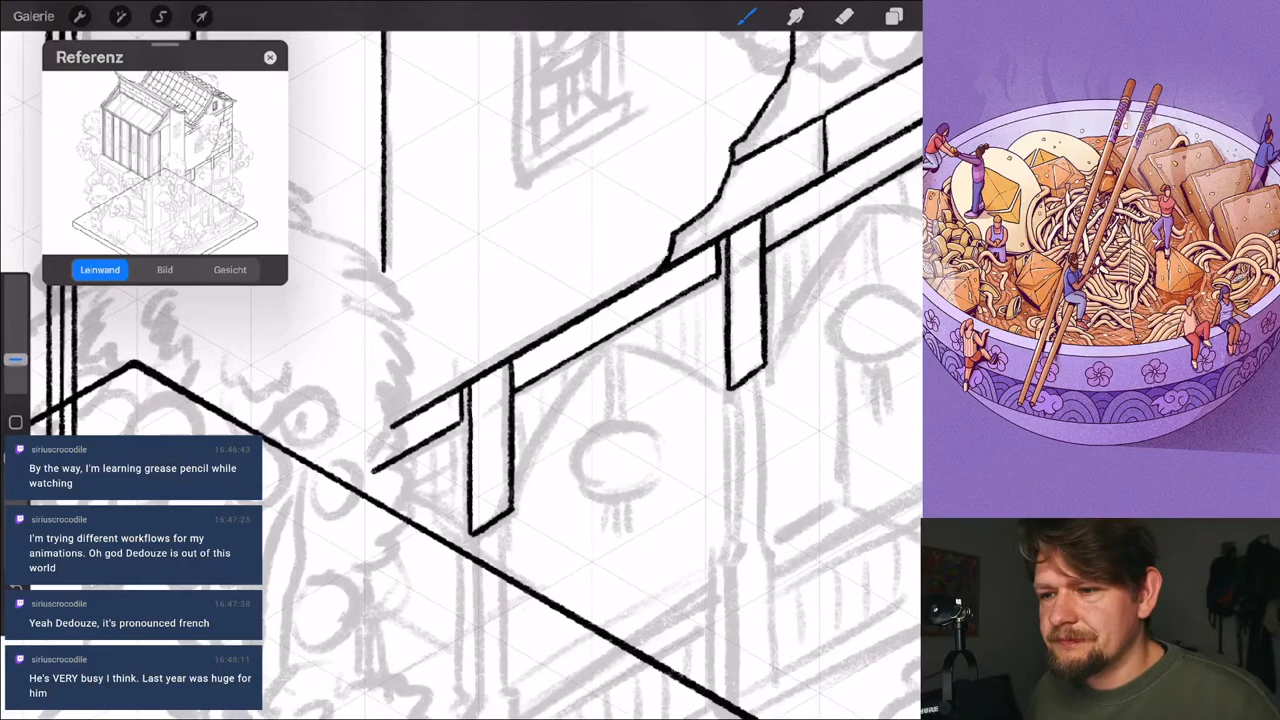 Galerie
Referenz
Leinwand
Bild
Gesicht
siriuscrocodile
16:46:43
By the way, I'm learning grease pencil while
watching
siriuscrocodile
16:47:25
I'm trying different workflows for my
animations. Oh god Dedouze is out of this
world
siriuscrocodile
16:47:38
Yeah Dedouze, it's pronounced french
siriuscrocodile
16:48:11
He's VERY busy I think. Last year was huge for
him